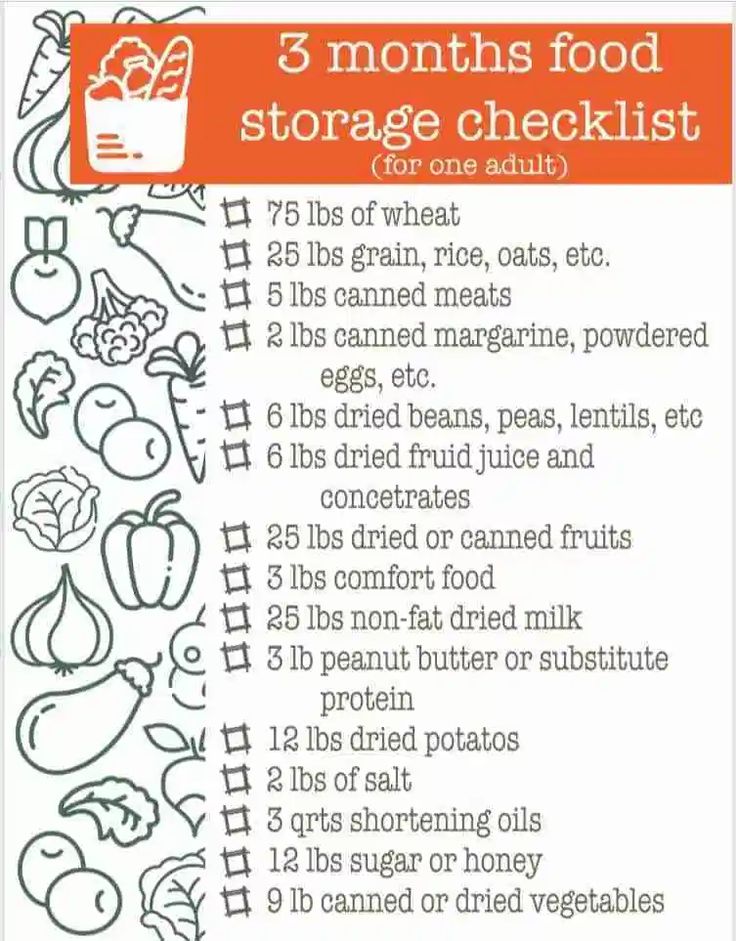 3 months food
storage checklist
(for one adult)
75 lbs of wheat
25 lbs grain, rice, oats, etc.
5 lbs canned meats
2 lbs canned margarine, powdered
eggs, etc.
6 lbs dried beans, peas, lentils, etc
6 lbs dried fruid juice and
concetrates
25 lbs dried or canned fruits
3 lbs comfort food
25 lbs non-fat dried milk
3 lb peanut butter or substitute
protein
12 lbs dried potatos
2 lbs of salt
3 qrts shortening oils
12 lbs sugar or honey
9 lb canned or dried vegetables